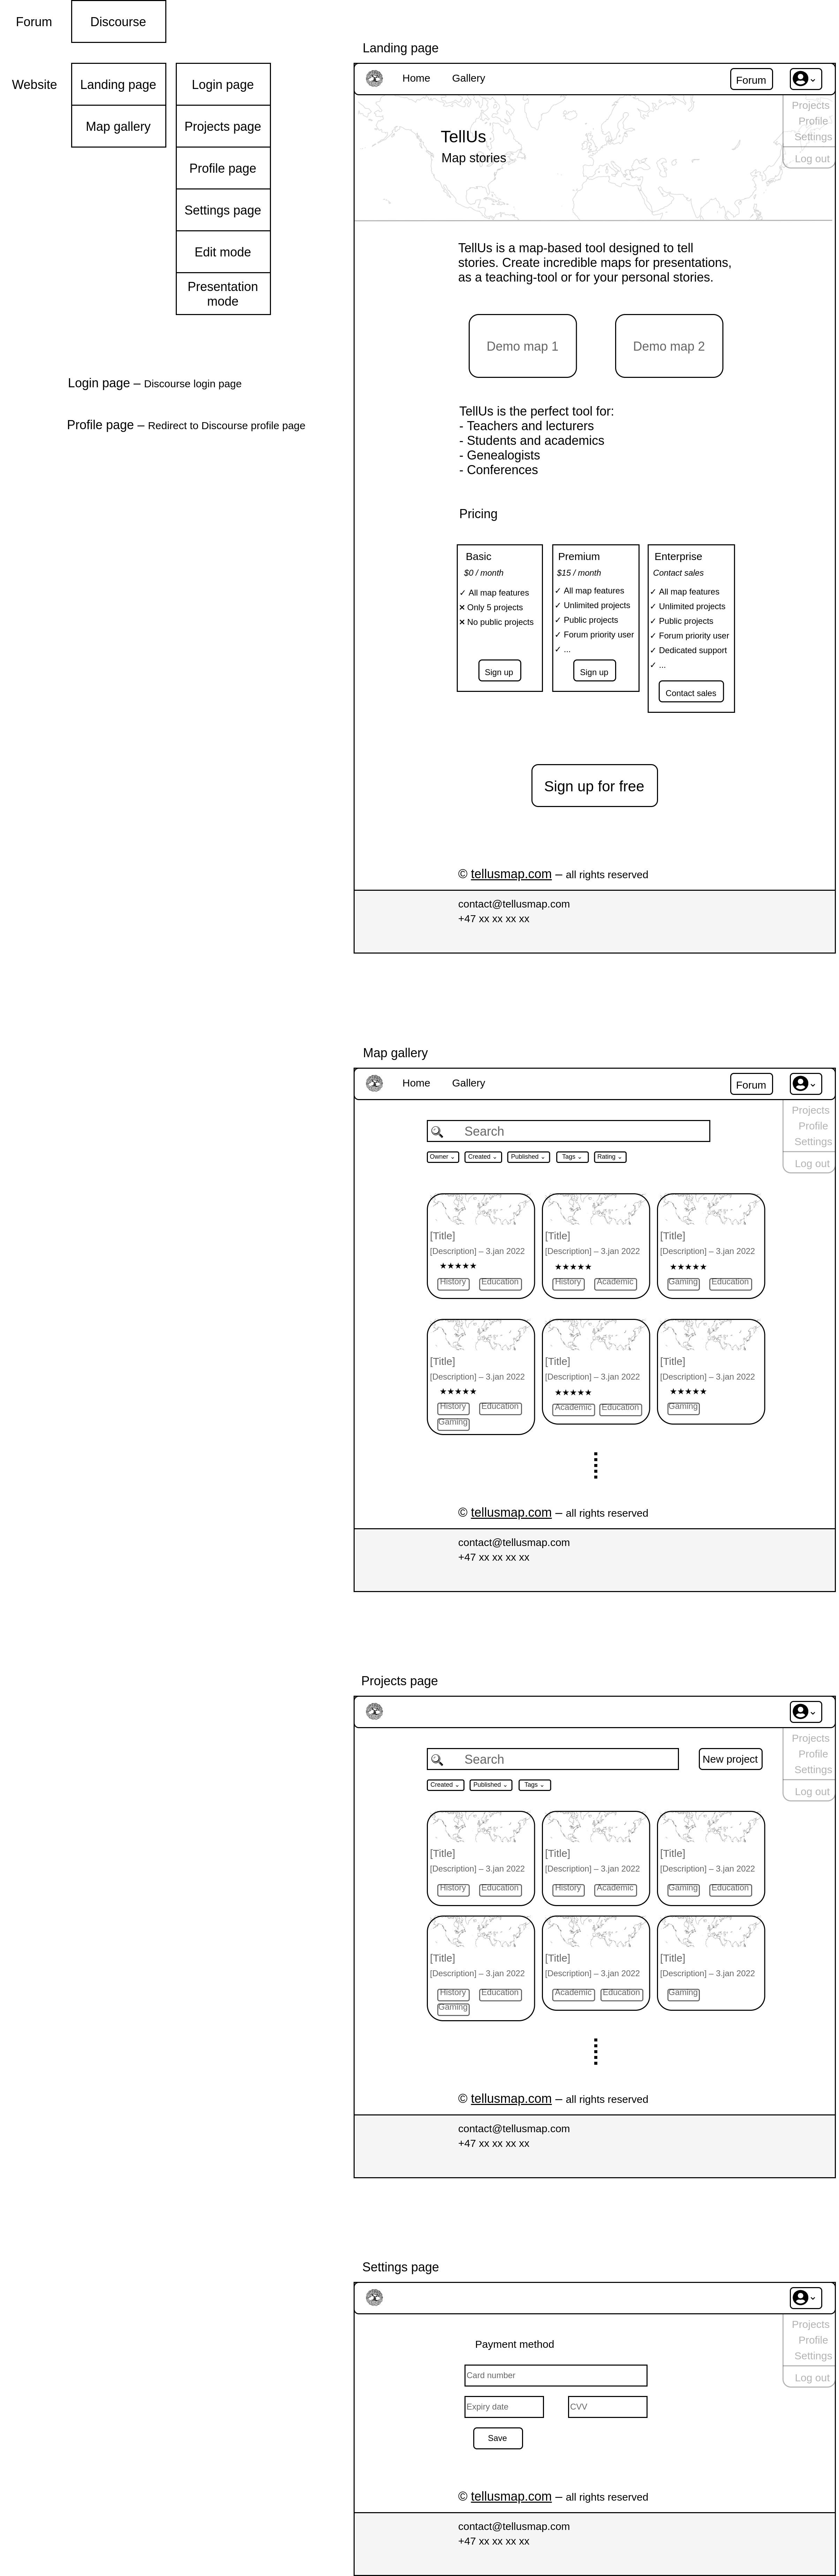 Forum
Discourse
Website
Landing page
Login page
Map gallery
Projects page
Profile page
Settings page
Edit mode
Presentation
mode
Login page – Discourse login page
Profile page – Redirect to Discourse profile page
Landing page
Home Gallery Forum ⌄
Projects
Profile
Settings
Log out
TellUs
Map stories
TellUs is a map-based tool designed to tell
stories. Create incredible maps for presentations,
as a teaching-tool or for your personal stories.
Demo map 1
Demo map 2
TellUs is the perfect tool for:
- Teachers and lecturers
- Students and academics
- Genealogists
- Conferences
Pricing
Basic
$0 / month
✓ All map features
✕ Only 5 projects
✕ No public projects
Sign up
Premium
$15 / month
✓ All map features
✓ Unlimited projects
✓ Public projects
✓ Forum priority user
✓ ...
Sign up
Enterprise
Contact sales
✓ All map features
✓ Unlimited projects
✓ Public projects
✓ Forum priority user
✓ Dedicated support
✓ ...
Contact sales
Sign up for free
© tellusmap.com – all rights reserved
contact@tellusmap.com
+47 xx xx xx xx
Map gallery
Home Gallery Forum ⌄
Projects
Profile
Settings
Log out
Search
Owner ⌄ Created ⌄ Published ⌄ Tags ⌄ Rating ⌄
[Title]
[Description] – 3.jan 2022
★★★★★
History Education
[Title]
[Description] – 3.jan 2022
★★★★★
History Academic
[Title]
[Description] – 3.jan 2022
★★★★★
Gaming Education
[Title]
[Description] – 3.jan 2022
★★★★★
History Education
Gaming
[Title]
[Description] – 3.jan 2022
★★★★★
Academic Education
[Title]
[Description] – 3.jan 2022
★★★★★
Gaming
© tellusmap.com – all rights reserved
contact@tellusmap.com
+47 xx xx xx xx
Projects page
⌄
Projects
Profile
Settings
Log out
Search
New project
Created ⌄ Published ⌄ Tags ⌄
[Title]
[Description] – 3.jan 2022
History Education
[Title]
[Description] – 3.jan 2022
History Academic
[Title]
[Description] – 3.jan 2022
Gaming Education
[Title]
[Description] – 3.jan 2022
History Education
Gaming
[Title]
[Description] – 3.jan 2022
Academic Education
[Title]
[Description] – 3.jan 2022
Gaming
© tellusmap.com – all rights reserved
contact@tellusmap.com
+47 xx xx xx xx
Settings page
⌄
Projects
Profile
Settings
Log out
Payment method
Card number
Expiry date
CVV
Save
© tellusmap.com – all rights reserved
contact@tellusmap.com
+47 xx xx xx xx